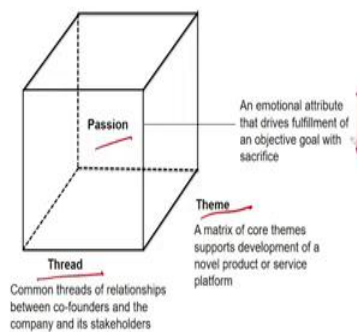 Passion
An emotional attribute
that drives fulfillment of
an objective goal with
sacrifice
Theme
A matrix of core themes
supports development of a
novel product or service
platform
Thread
Common threads of relationships
between co-founders and the
company and its stakeholders